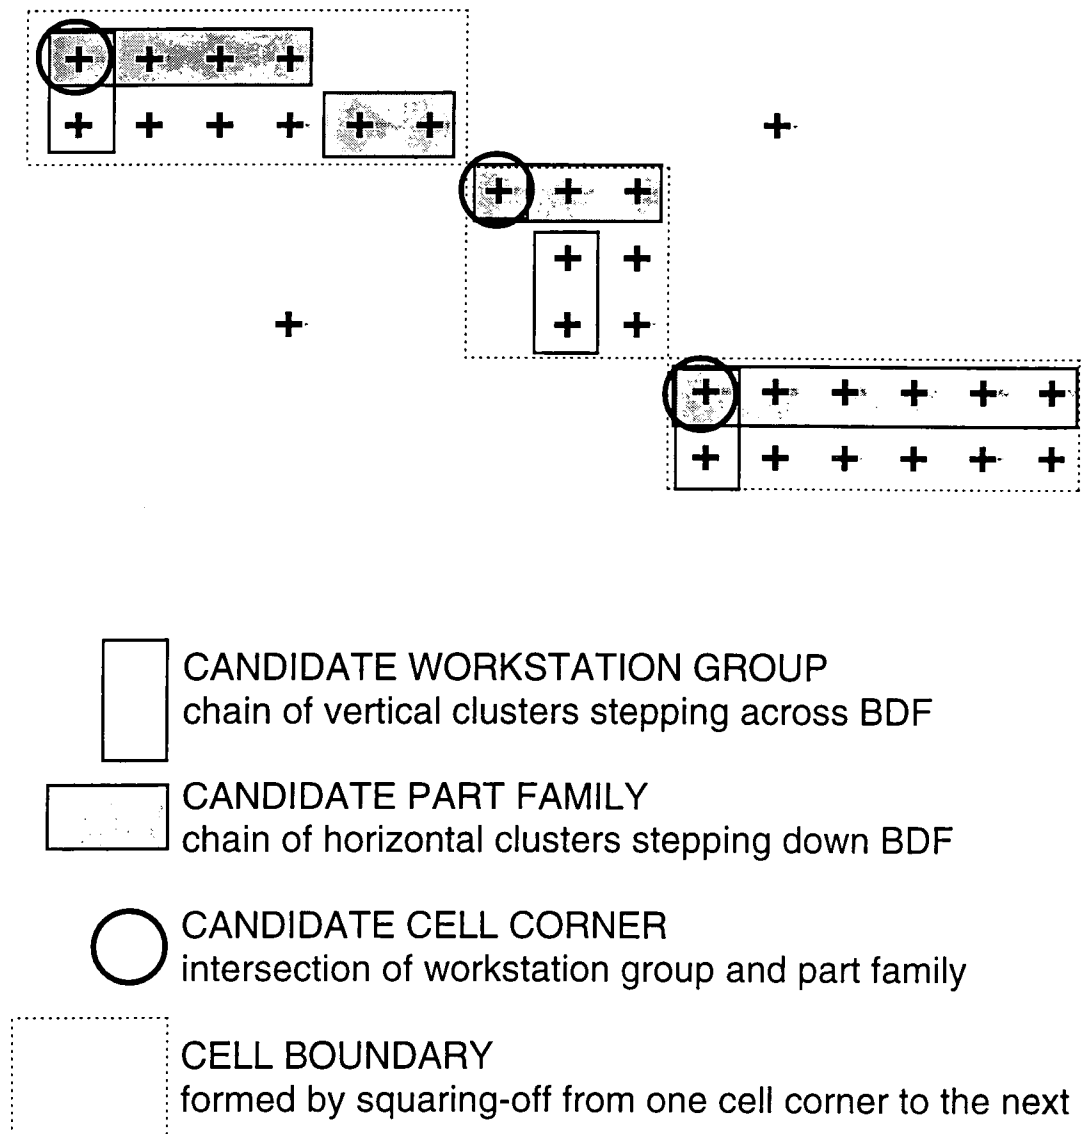 CANDIDATE WORKSTATION GROUP
chain of vertical clusters stepping across BDF
CANDIDATE PART FAMILY
chain of horizontal clusters stepping down BDF
CANDIDATE CELL CORNER
intersection of workstation group and part family
CELL BOUNDARY
formed by squaring-off from one cell corner to the next